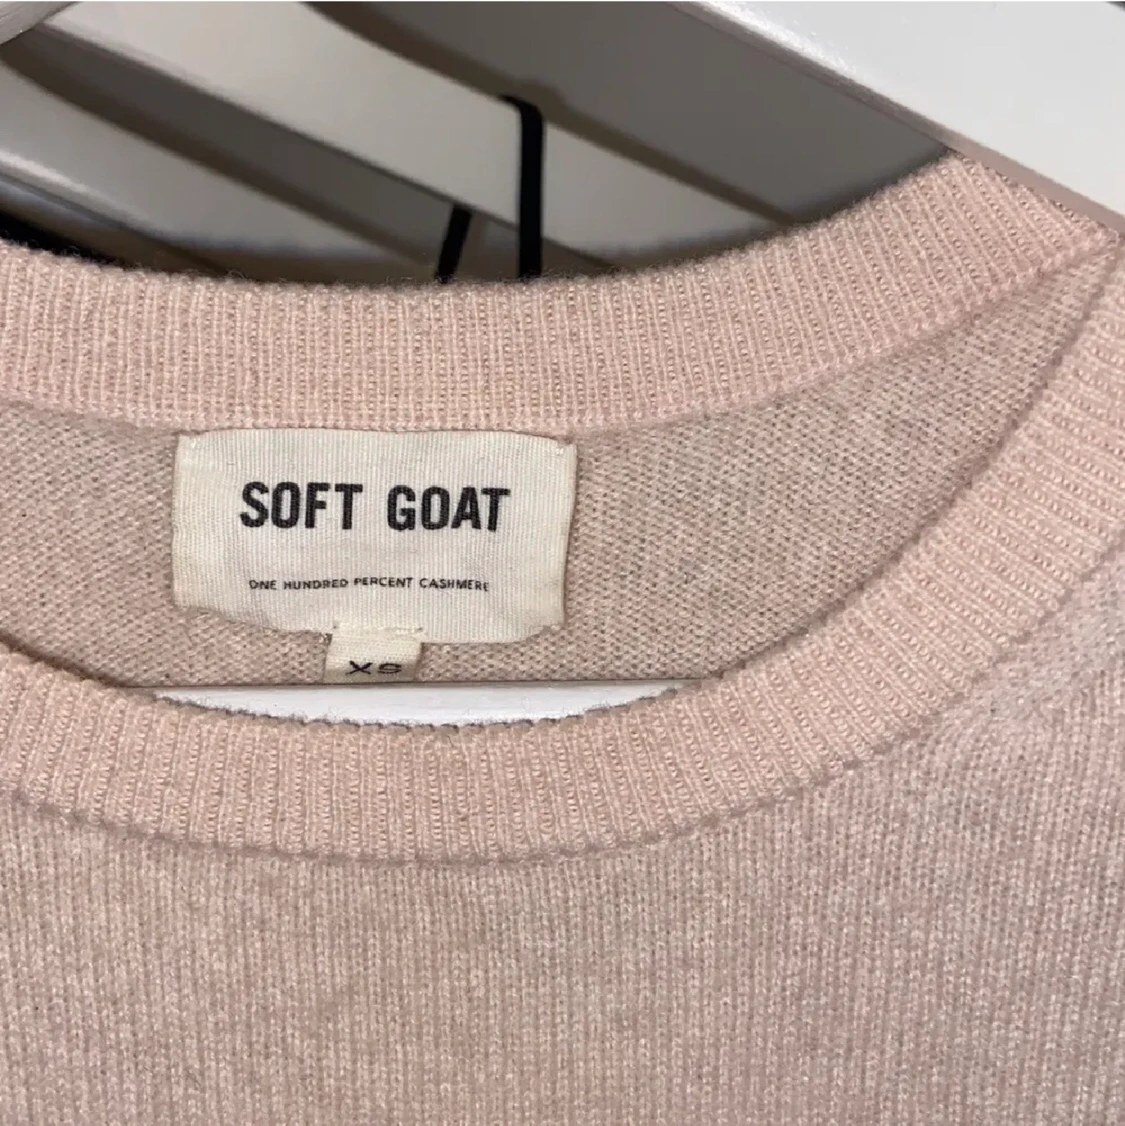 SOFT GOAT
ONE HUNDRED PERCENT CASHMERE
XS